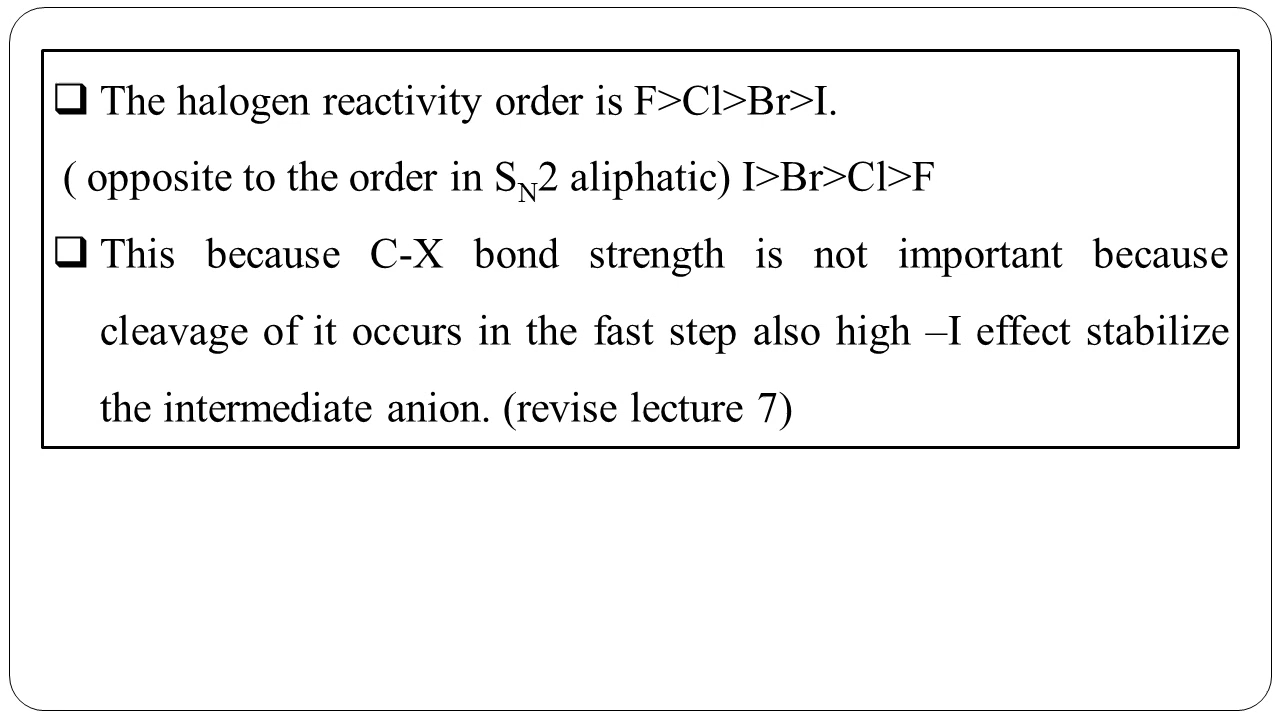 ❑ The halogen reactivity order is F>Cl>Br>I.
( opposite to the order in SN2 aliphatic) I>Br>Cl>F
❑ This because C-X bond strength is not important because
cleavage of it occurs in the fast step also high –I effect stabilize
the intermediate anion. (revise lecture 7)